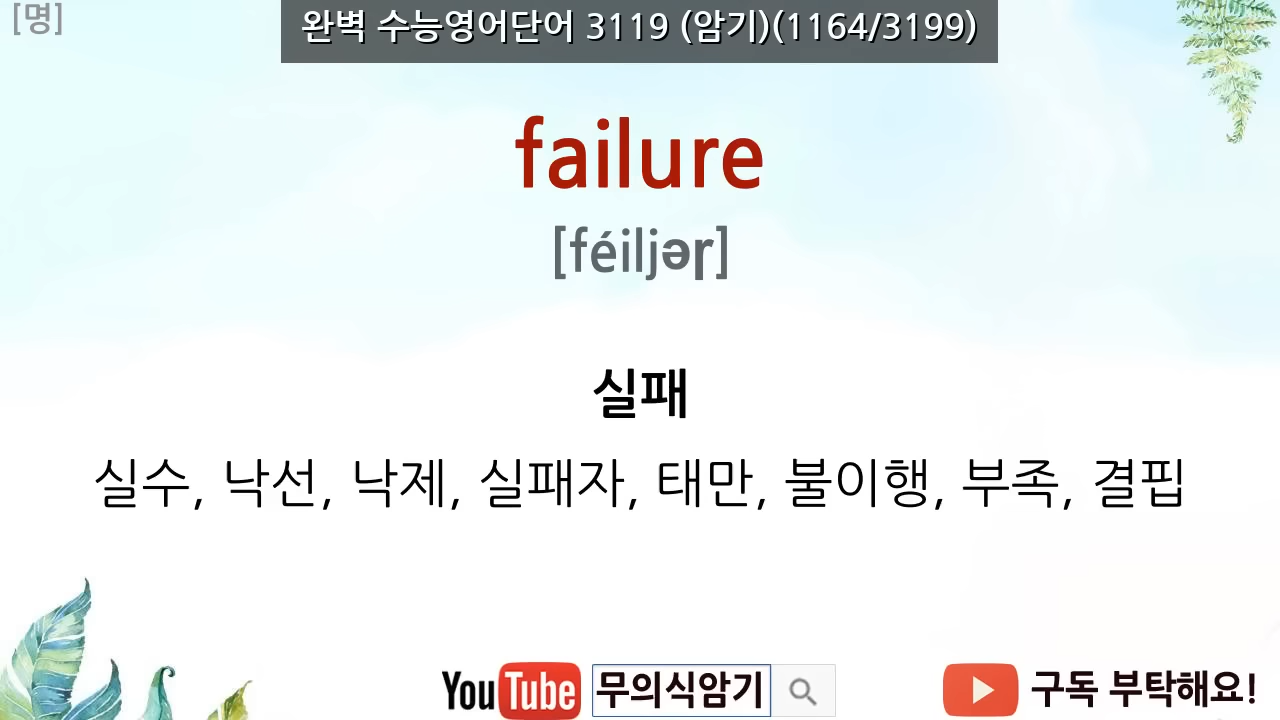 [명]
완벽 수능영어단어 3119 (암기)(1164/3199)
failure
[féiljəɼ]
실패
실수, 낙선, 낙제, 실패자, 태만, 불이행, 부족, 결핍
YouTube 무의식암기 구독 부탁해요!